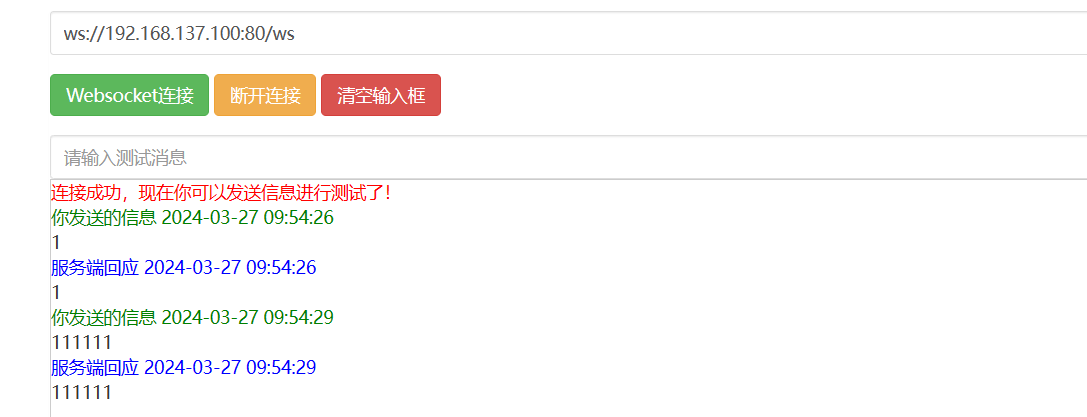 ws://192.168.137.100:80/ws
Websocket连接 断开连接 清空输入框
请输入测试消息
连接成功，现在你可以发送信息进行测试了！
你发送的信息 2024-03-27 09:54:26
1
服务端回应 2024-03-27 09:54:26
1
你发送的信息 2024-03-27 09:54:29
111111
服务端回应 2024-03-27 09:54:29
111111